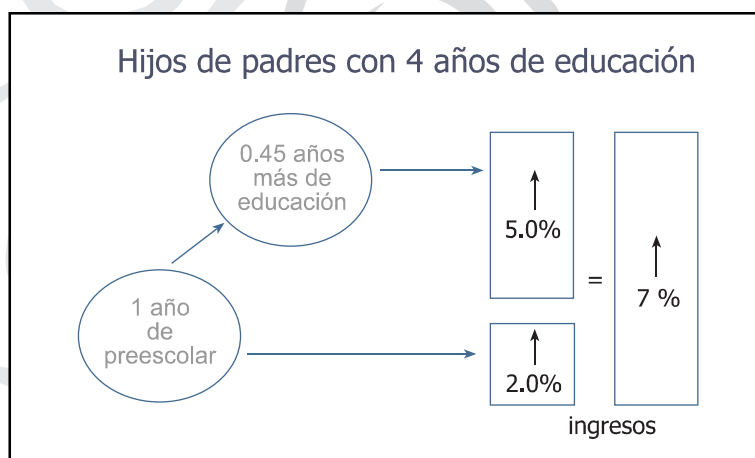 Hijos de padres con 4 años de educación
0.45 años
más de
educación
5.0%
=
7 %
1 año
de
preescolar
2.0%
ingresos